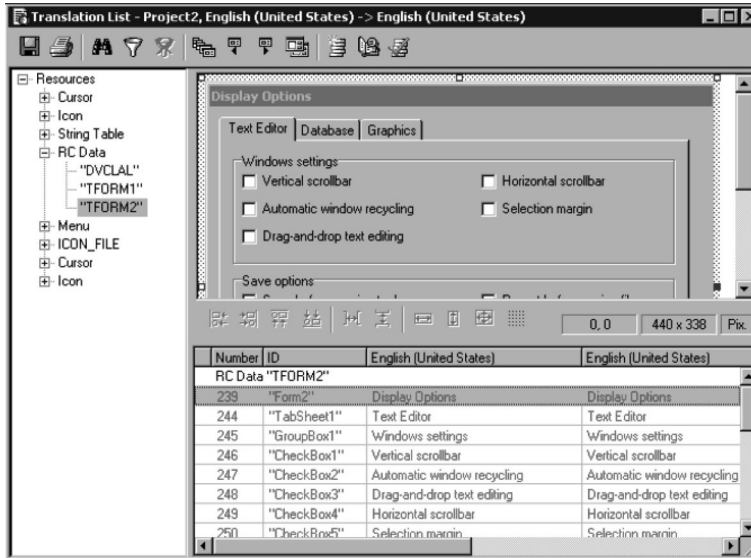 Translation List - Project2, English (United States) -> English (United States)
Resources
Cursor
Icon
String Table
RC Data
"DVCLAL"
"TFORM1"
"TFORM2"
Menu
ICON_FILE
Cursor
Icon
Display Options
Text Editor Database Graphics
Windows settings
Vertical scrollbar Horizontal scrollbar
Automatic window recycling Selection margin
Drag-and-drop text editing
Save options
0, 0 440 x 338 Pix.
Number ID English (United States) English (United States)
RC Data "TFORM2"
239 "Form2" Display Options Display Options
244 "TabSheet1" Text Editor Text Editor
245 "GroupBox1" Windows settings Windows settings
246 "CheckBox1" Vertical scrollbar Vertical scrollbar
247 "CheckBox2" Automatic window recycling Automatic window recycling
248 "CheckBox3" Drag-and-drop text editing Drag-and-drop text editing
249 "CheckBox4" Horizontal scrollbar Horizontal scrollbar
250 "CheckBox5" Selection margin Selection margin